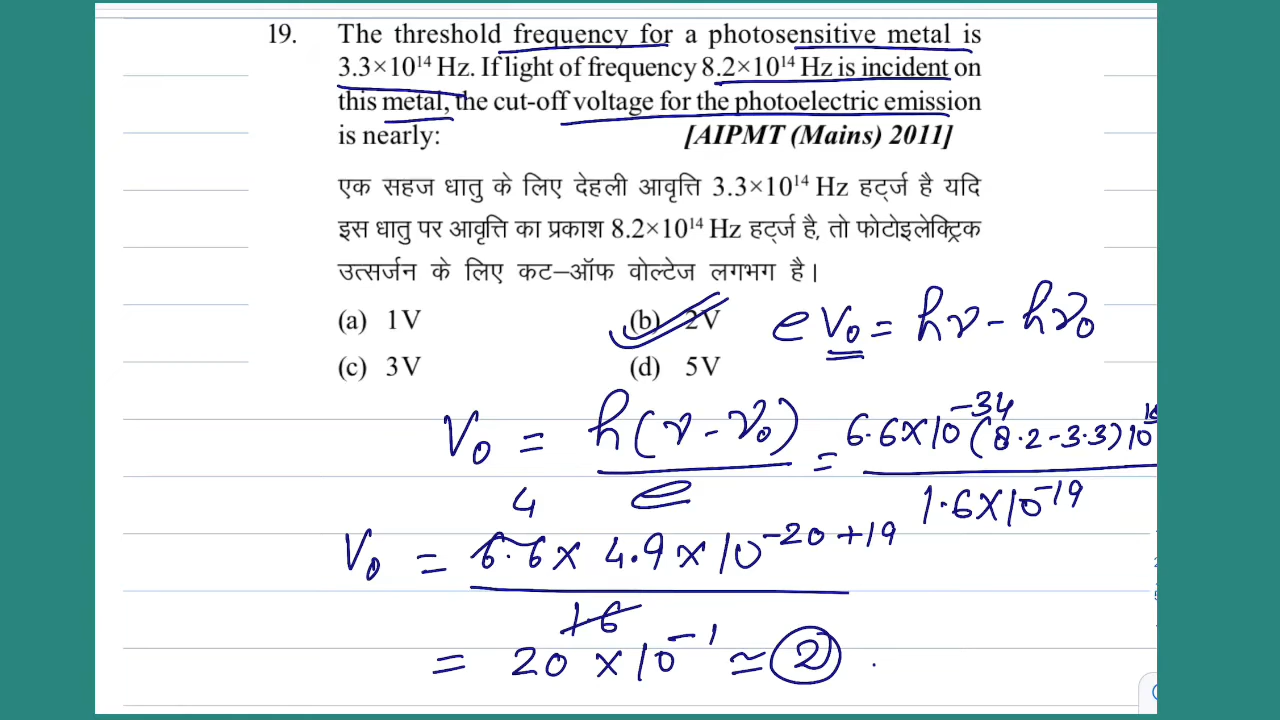 19. The threshold frequency for a photosensitive metal is
3.3×10¹⁴ Hz. If light of frequency 8.2×10¹⁴ Hz is incident on
this metal, the cut-off voltage for the photoelectric emission
is nearly: [AIPMT (Mains) 2011]
एक सहज धातु के लिए देहली आवृत्ति 3.3×10¹⁴ Hz हर्ट्ज है यदि
इस धातु पर आवृत्ति का प्रकाश 8.2×10¹⁴ Hz हर्ट्ज है, तो फोटोइलेक्ट्रिक
उत्सर्जन के लिए कट–ऑफ वोल्टेज लगभग है।
(a) 1V (b) 2V
(c) 3V (d) 5V
eV₀ = hν - hν₀
V₀ = h(ν - ν₀) / e = 6.6×10⁻³⁴ (8.2-3.3)10 / 1.6×10⁻¹⁹
4
V₀ = 6.6 × 4.9 × 10⁻²⁰⁺¹⁹ / 1.6
= 20 × 10⁻¹ ≃ 2